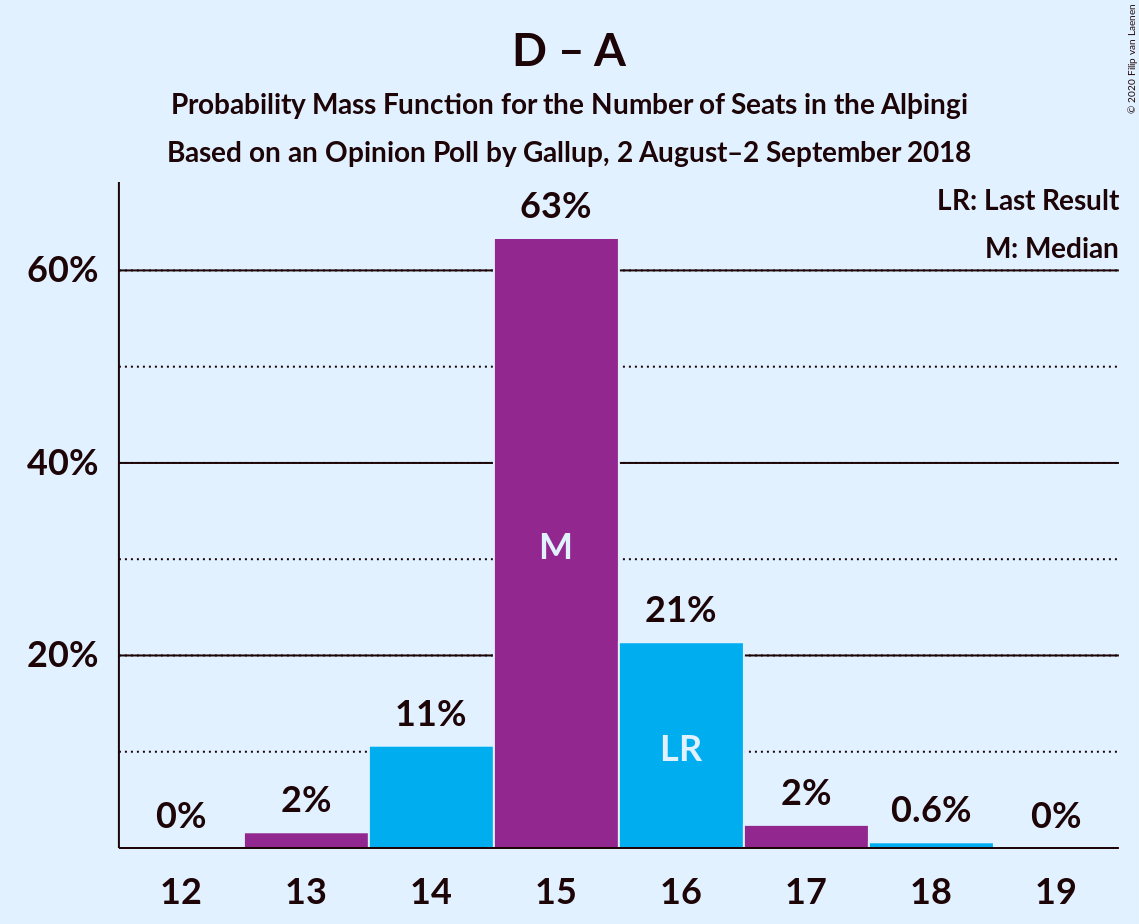 D – A
Probability Mass Function for the Number of Seats in the Alþingi
Based on an Opinion Poll by Gallup, 2 August–2 September 2018
© 2020 Filip van Laenen
LR: Last Result
M: Median
63%
60%
40%
M
21%
20%
11%
LR
0%
2%
2%
0.6%
0%
12
13
14
15
16
17
18
19